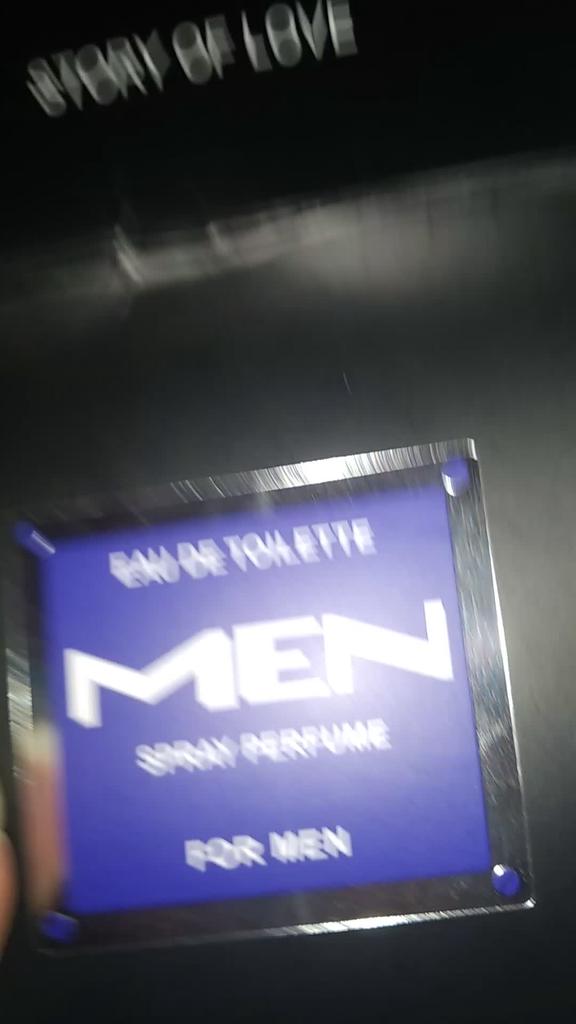 STORY OF LOVE
EAU DE TOILETTE
MEN
SPRAY PERFUME
FOR MEN